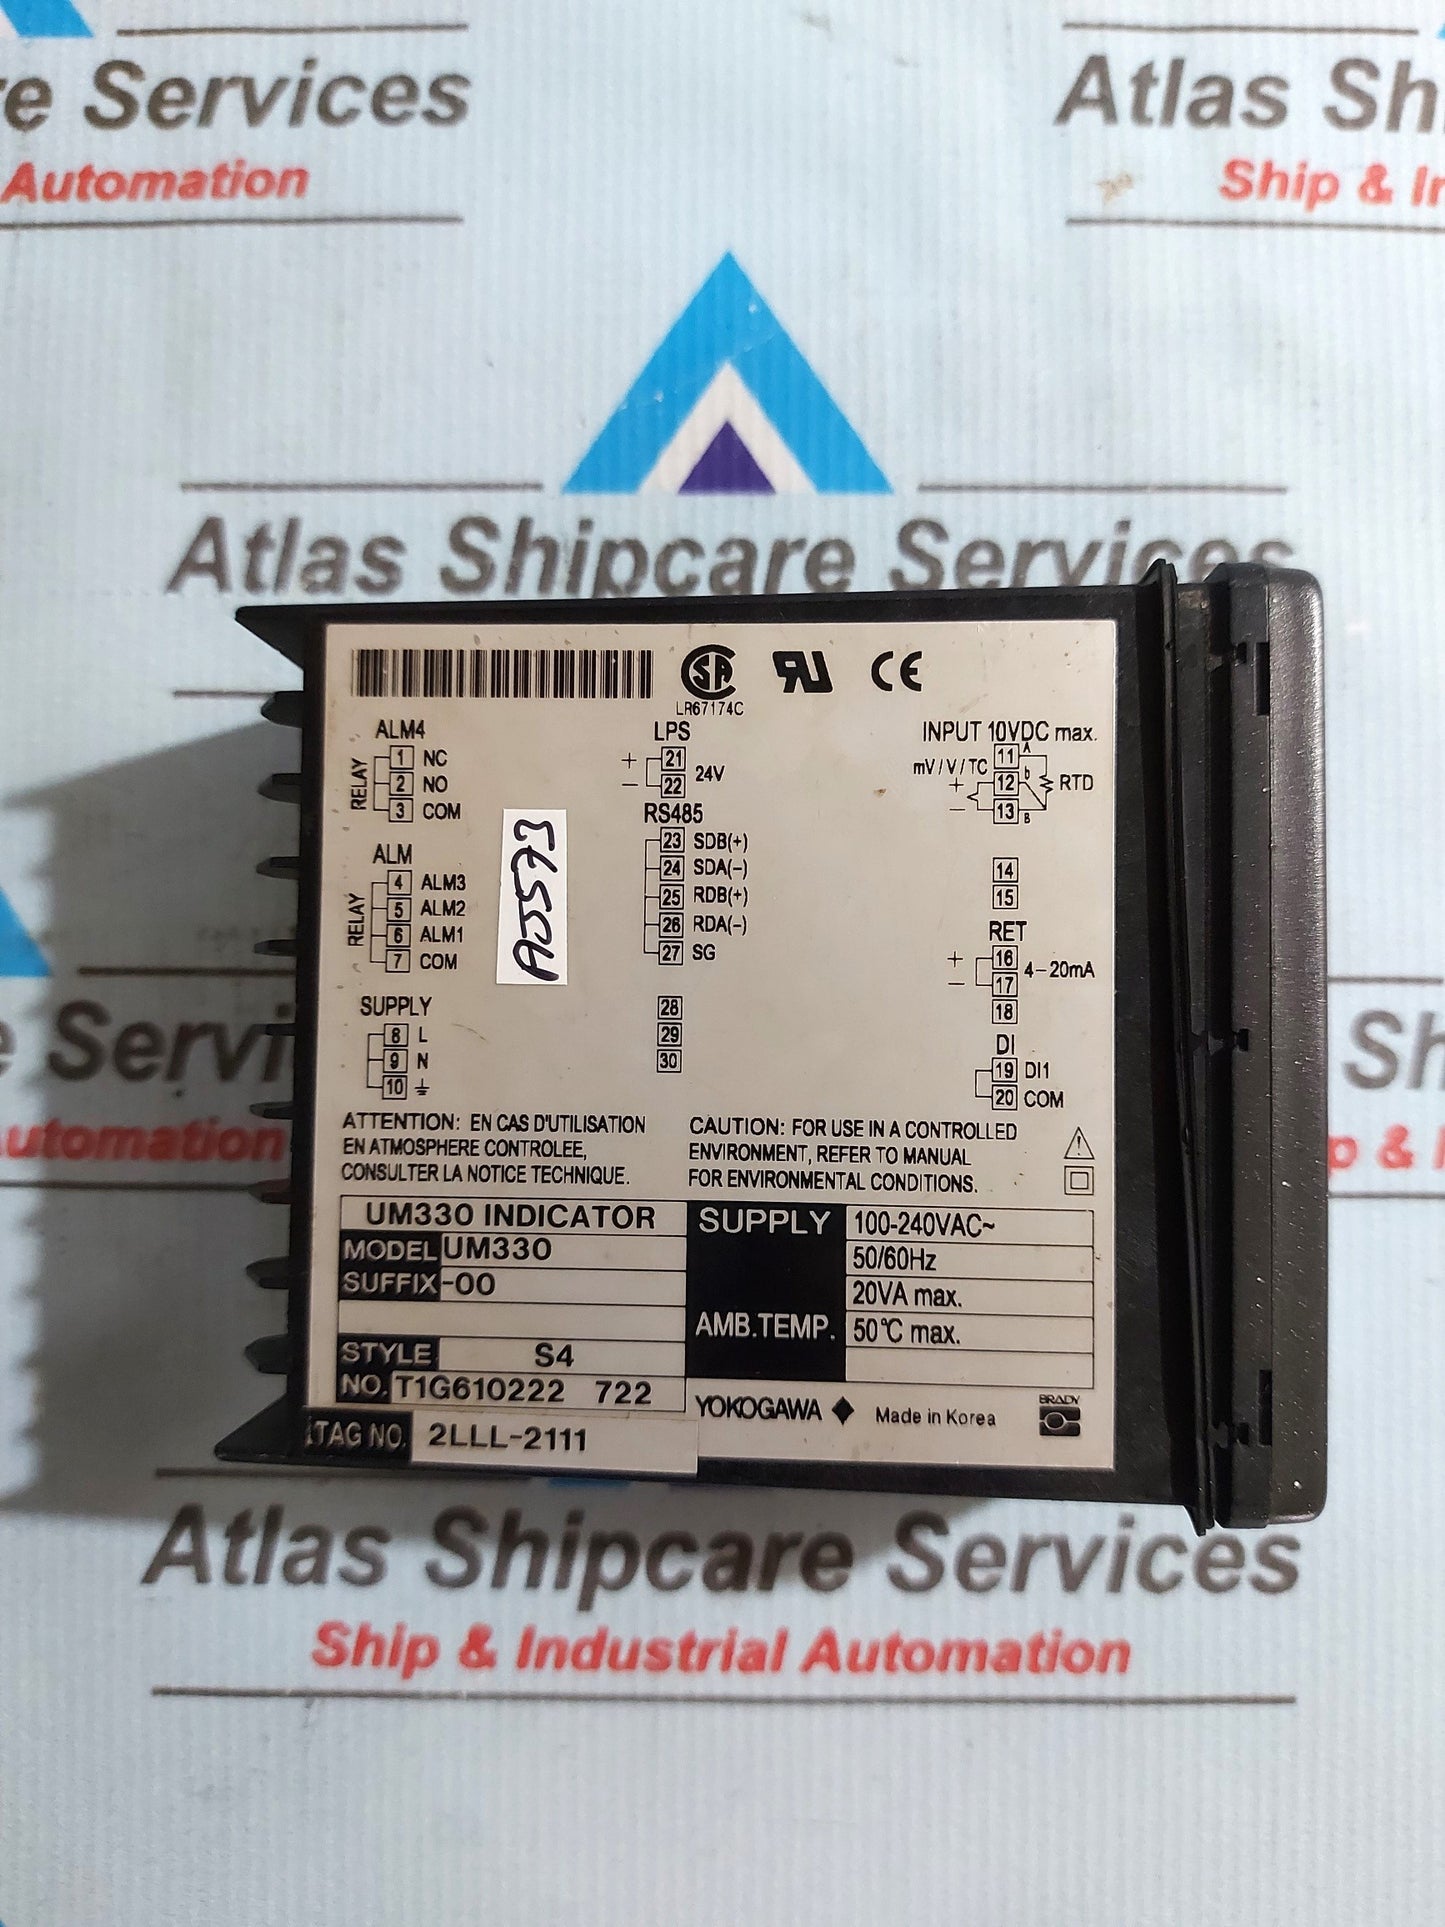 e Services
Automation
Atlas Sh
Ship &
Atlas Shipcare Services
LR67174C
ALM4
RELAY
1 NC
2 NO
3 COM
ALM
RELAY
4 ALM3
5 ALM2
6 ALM1
7 COM
SUPPLY
8 L
9 N
10
AJ573
LPS
+ 21
− 22
24V
RS485
23 SDB(+)
24 SDA(−)
25 RDB(+)
26 RDA(−)
27 SG
28
29
30
INPUT 10VDC max.
mV/V/TC
11 A
+ 12 b
− 13 B
RTD
14
15
RET
+ 16
− 17
4−20mA
18
DI
19 DI1
20 COM
ATTENTION: EN CAS D'UTILISATION
EN ATMOSPHERE CONTROLEE,
CONSULTER LA NOTICE TECHNIQUE.
CAUTION: FOR USE IN A CONTROLLED
ENVIRONMENT, REFER TO MANUAL
FOR ENVIRONMENTAL CONDITIONS.
UM330 INDICATOR
MODEL UM330
SUFFIX -00
STYLE S4
NO. T1G610222 722
TAG NO. 2LLL-2111
SUPPLY 100-240VAC~
50/60Hz
20VA max.
AMB.TEMP. 50°C max.
YOKOGAWA Made in Korea
BRADY
e Servi
utomation
Sh
p &
Atlas Shipcare Services
Ship & Industrial Automation